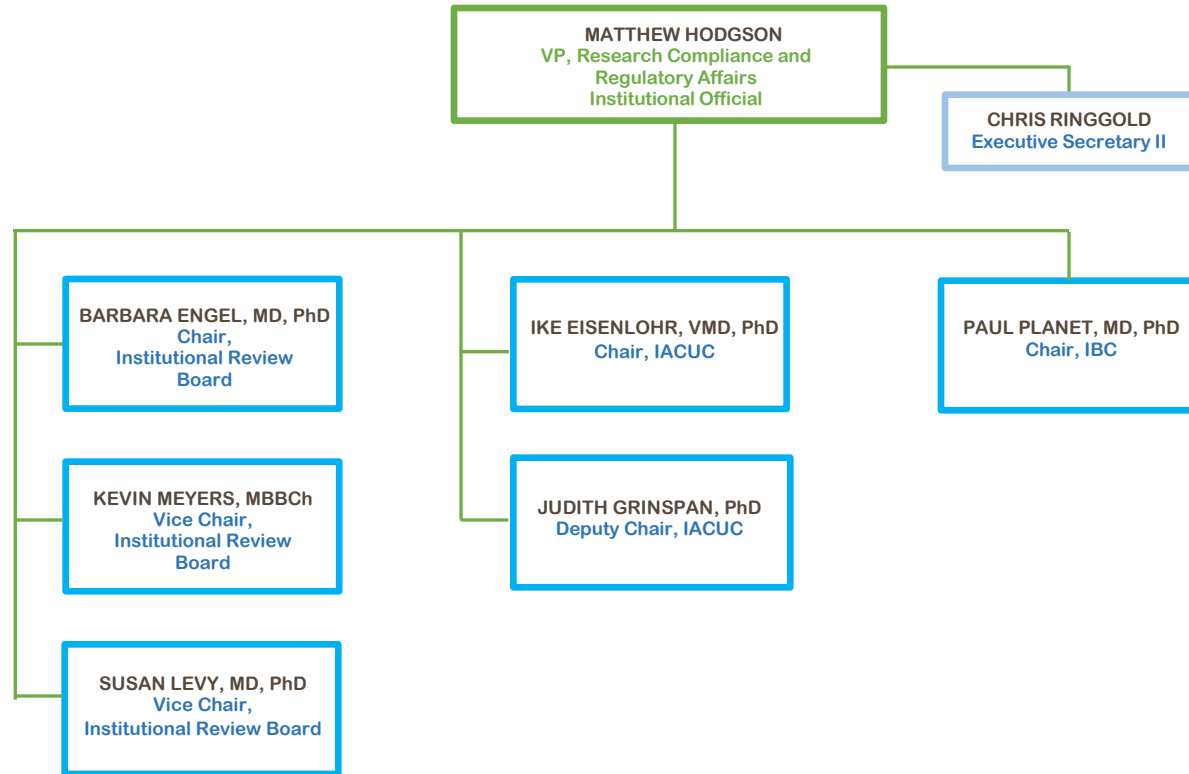 MATTHEW HODGSON
VP, Research Compliance and
Regulatory Affairs
Institutional Official
CHRIS RINGGOLD
Executive Secretary II
BARBARA ENGEL, MD, PhD
Chair,
Institutional Review
Board
IKE EISENLOHR, VMD, PhD
Chair, IACUC
PAUL PLANET, MD, PhD
Chair, IBC
KEVIN MEYERS, MBBCh
Vice Chair,
Institutional Review
Board
JUDITH GRINSPAN, PhD
Deputy Chair, IACUC
SUSAN LEVY, MD, PhD
Vice Chair,
Institutional Review Board